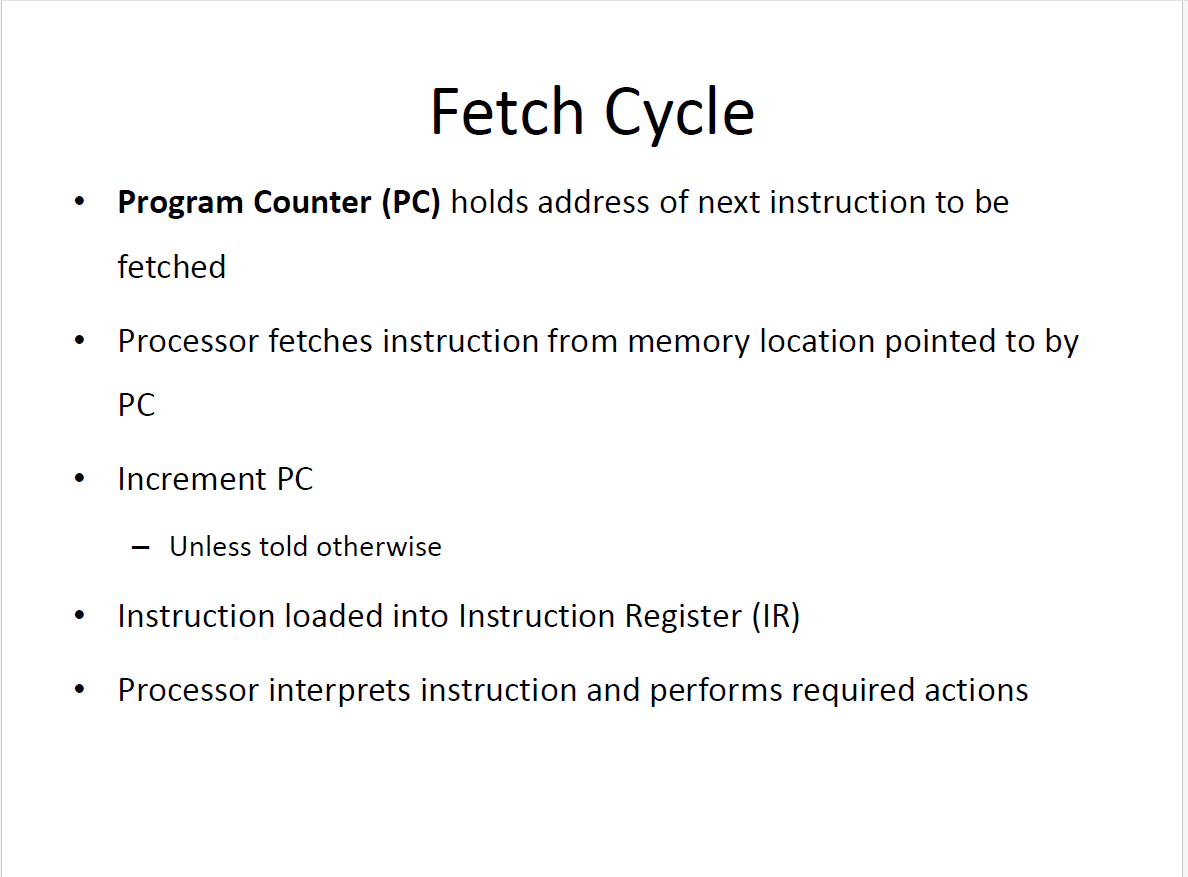 Fetch Cycle
• Program Counter (PC) holds address of next instruction to be
fetched
• Processor fetches instruction from memory location pointed to by
PC
• Increment PC
– Unless told otherwise
• Instruction loaded into Instruction Register (IR)
• Processor interprets instruction and performs required actions